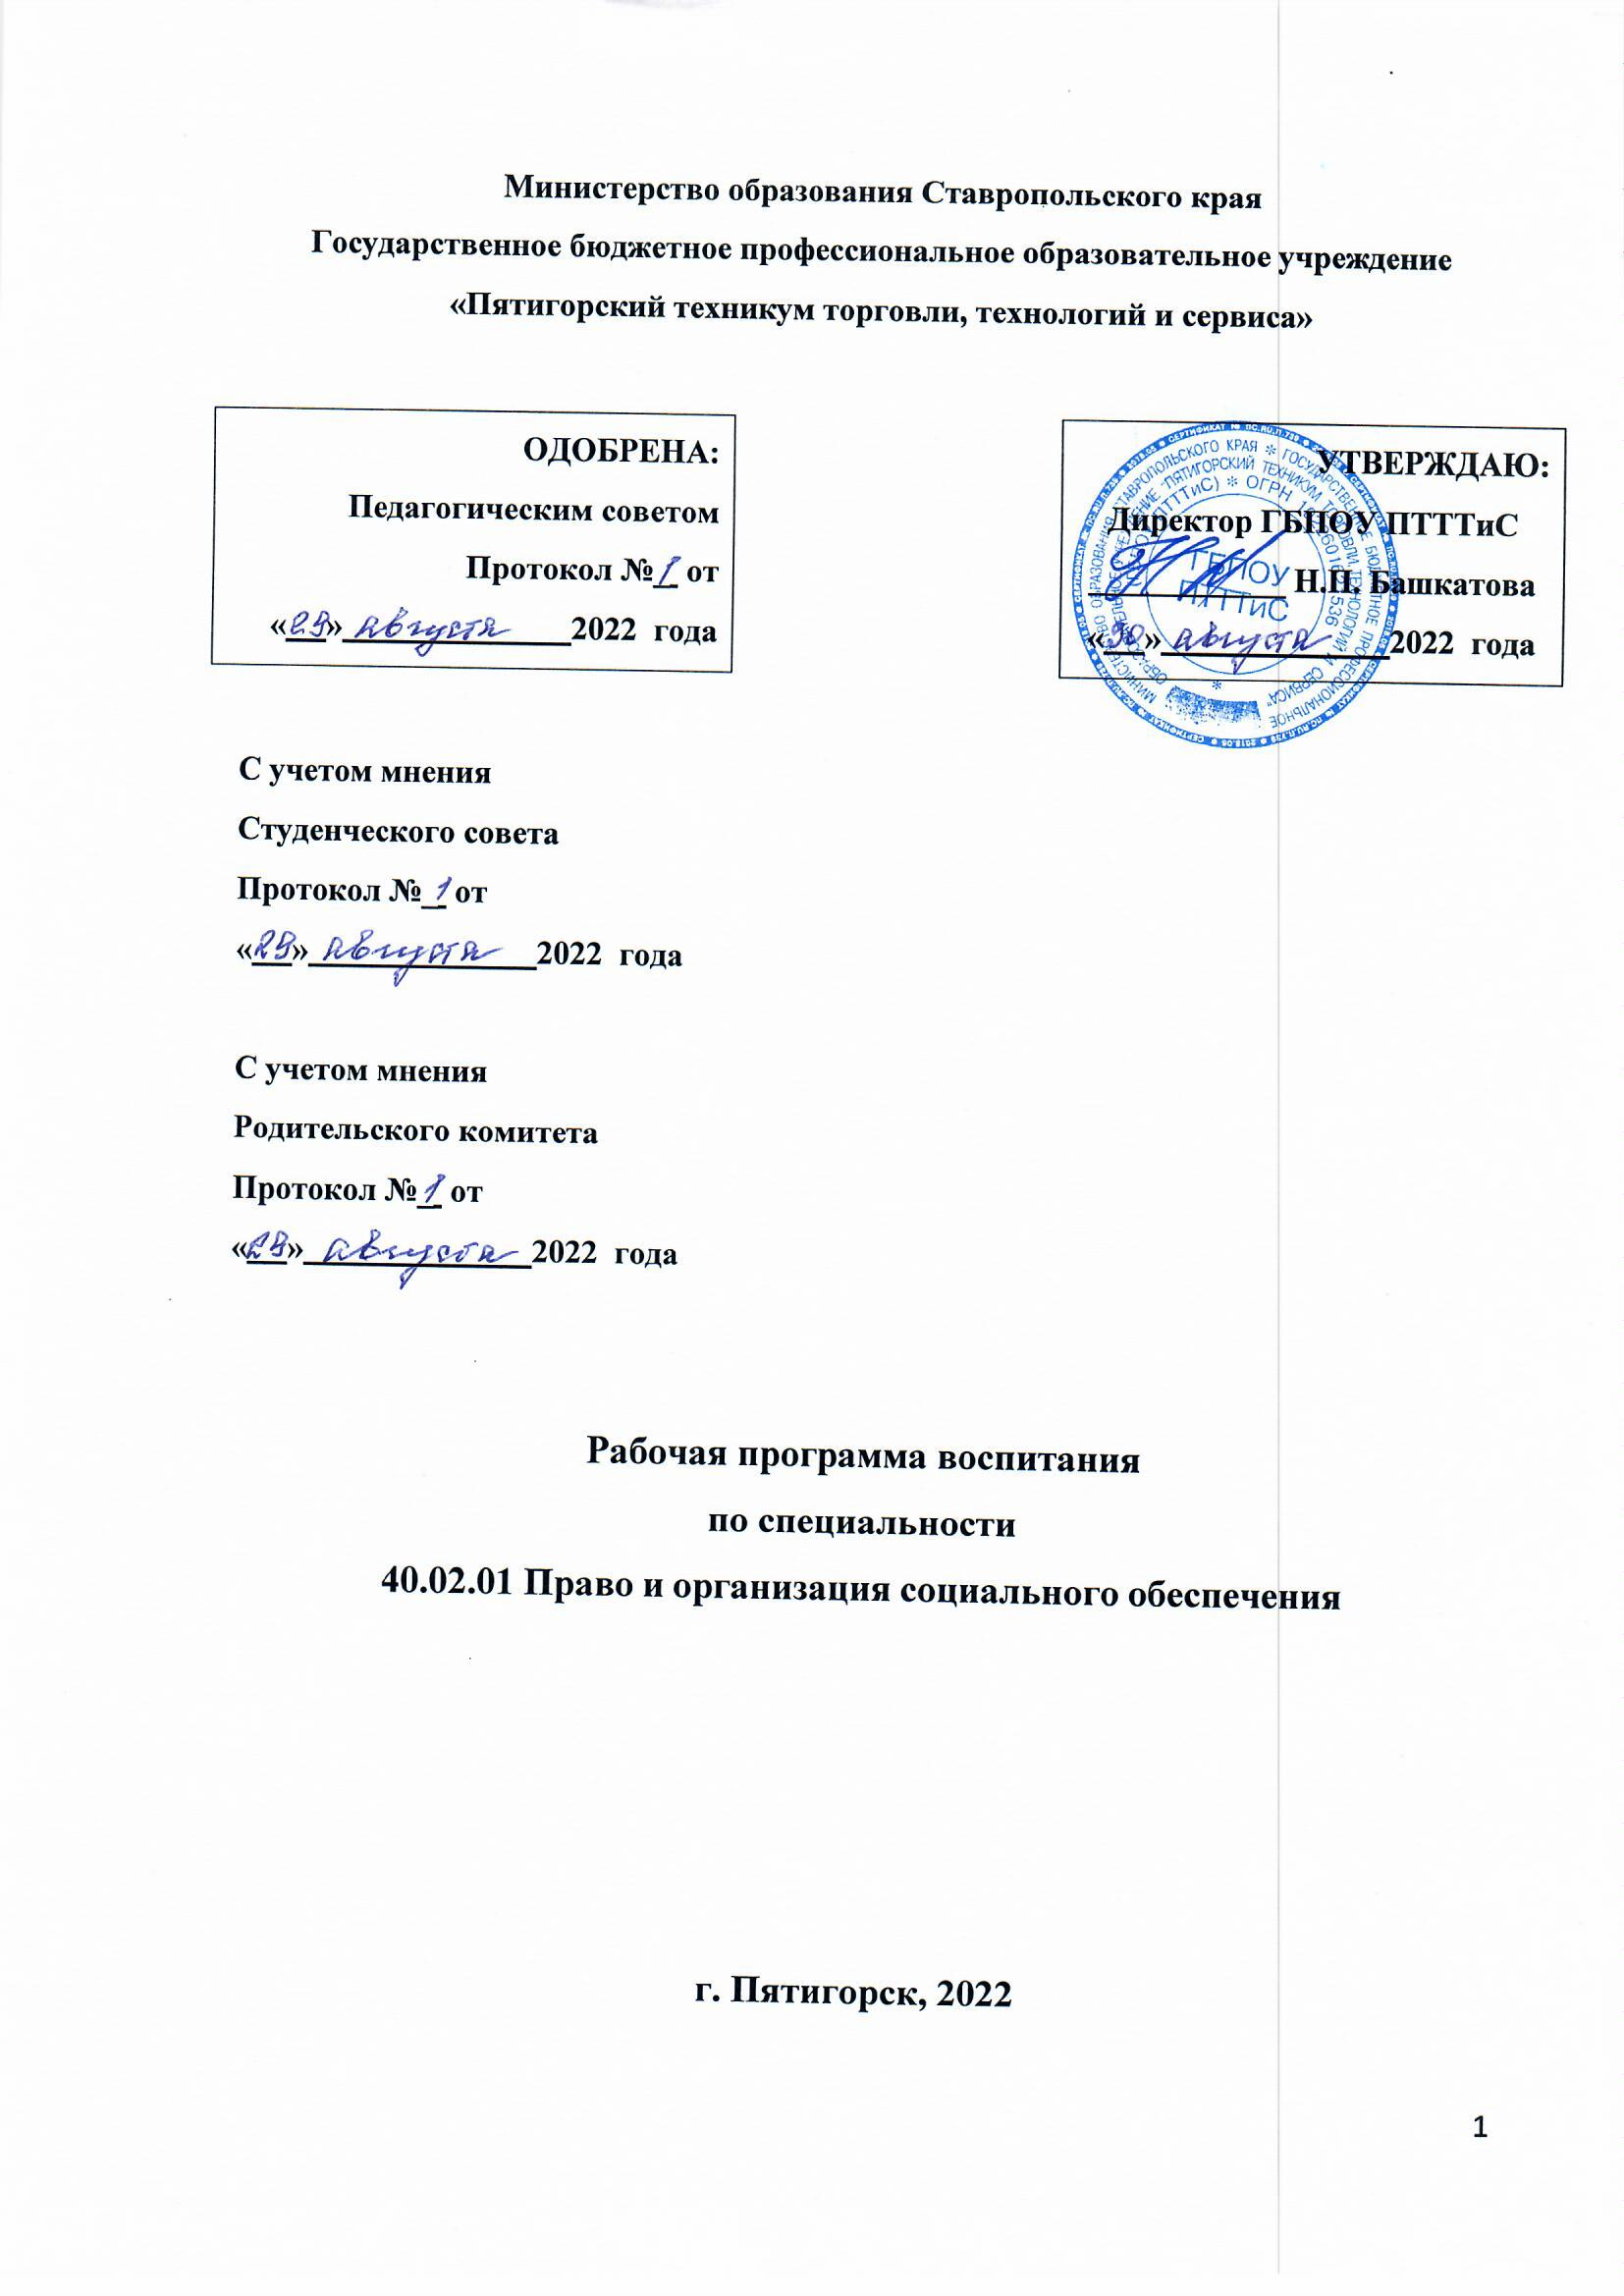 Министерство образования Ставропольского края
Государственное бюджетное профессиональное образовательное учреждение
«Пятигорский техникум торговли, технологий и сервиса»
ОДОБРЕНА:
Педагогическим советом
Протокол № 1 от
«29» августа 2022 года
УТВЕРЖДАЮ:
Директор ГБПОУ ПТТТиС
Н.П. Башкатова
«30» августа 2022 года
ГБПОУ
ПТТТиС
С учетом мнения
Студенческого совета
Протокол № 1 от
«29» августа 2022 года
С учетом мнения
Родительского комитета
Протокол № 1 от
«29» августа 2022 года
Рабочая программа воспитания
по специальности
40.02.01 Право и организация социального обеспечения
г. Пятигорск, 2022
1